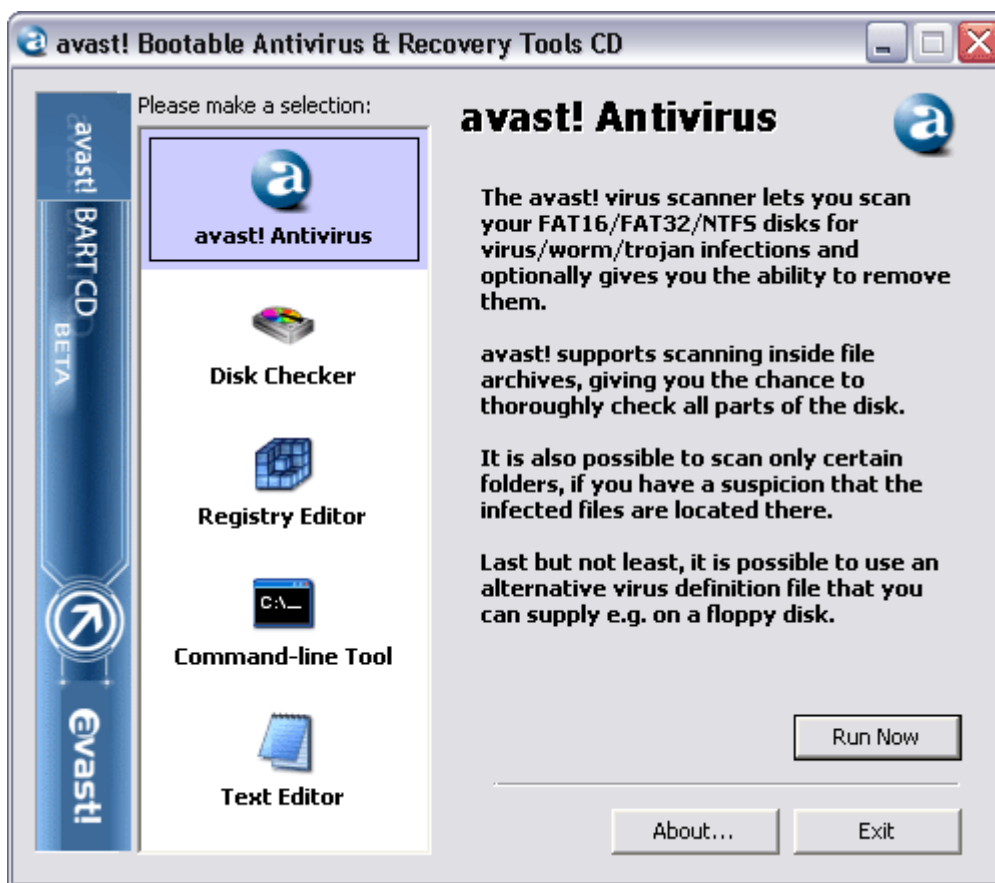 avast! Bootable Antivirus & Recovery Tools CD
avast! BART CD
BETA
avast!
Please make a selection:
avast! Antivirus
Disk Checker
Registry Editor
C:\_
Command-line Tool
Text Editor
avast! Antivirus
The avast! virus scanner lets you scan
your FAT16/FAT32/NTFS disks for
virus/worm/trojan infections and
optionally gives you the ability to remove
them.
avast! supports scanning inside file
archives, giving you the chance to
thoroughly check all parts of the disk.
It is also possible to scan only certain
folders, if you have a suspicion that the
infected files are located there.
Last but not least, it is possible to use an
alternative virus definition file that you
can supply e.g. on a floppy disk.
Run Now
About...
Exit